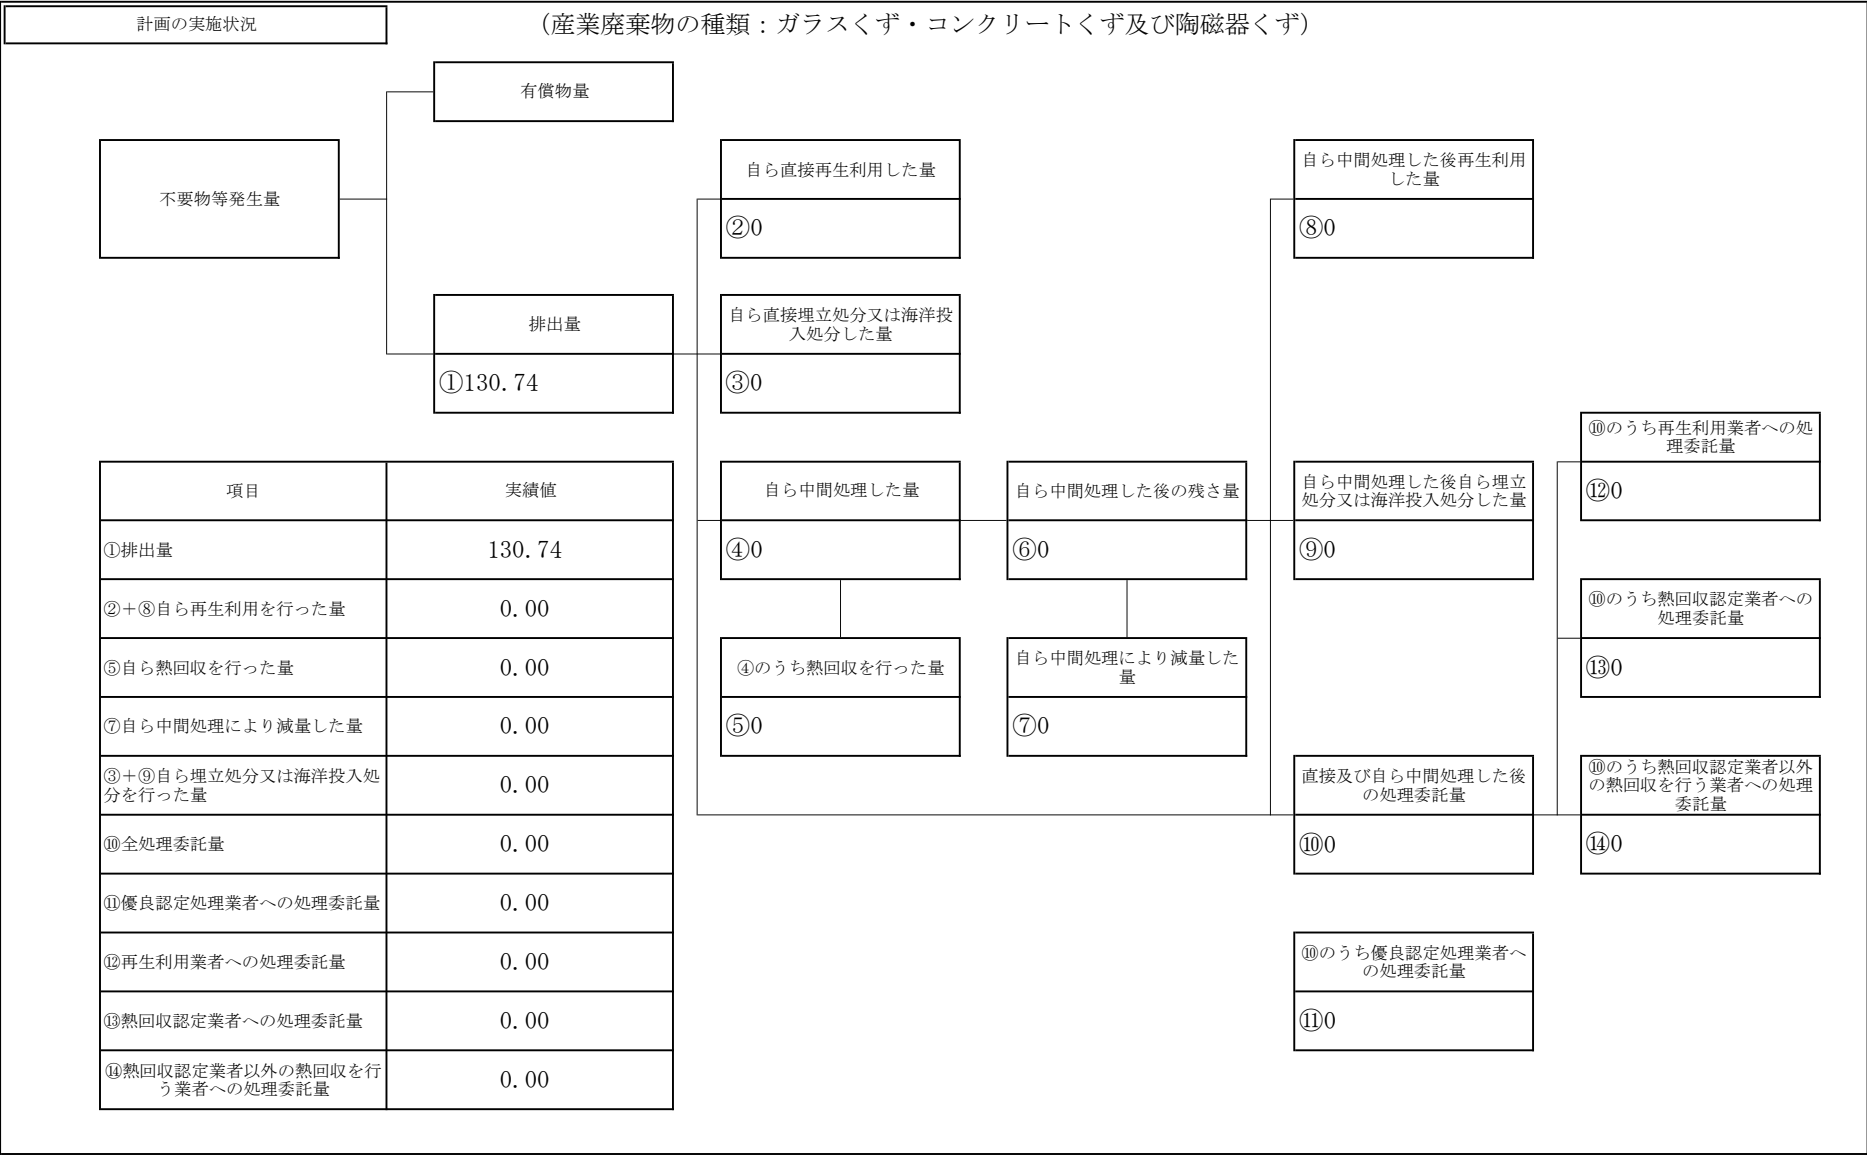 計画の実施状況
(産業廃棄物の種類：ガラスくず・コンクリートくず及び陶磁器くず)
有償物量
不要物等発生量
自ら直接再生利用した量
②0
自ら中間処理した後再生利用
した量
⑧0
排出量
①130.74
自ら直接埋立処分又は海洋投
入処分した量
③0
⑩のうち再生利用業者への処
理委託量
⑫0
自ら中間処理した量
④0
自ら中間処理した後の残さ量
⑥0
自ら中間処理した後自ら埋立
処分又は海洋投入処分した量
⑨0
⑩のうち熱回収認定業者への
処理委託量
⑬0
④のうち熱回収を行った量
⑤0
自ら中間処理により減量した
量
⑦0
直接及び自ら中間処理した後
の処理委託量
⑩0
⑩のうち熱回収認定業者以外
の熱回収を行う業者への処理
委託量
⑭0
⑩のうち優良認定処理業者へ
の処理委託量
⑪0
項目 実績値
①排出量 130.74
②＋⑧自ら再生利用を行った量 0.00
⑤自ら熱回収を行った量 0.00
⑦自ら中間処理により減量した量 0.00
③＋⑨自ら埋立処分又は海洋投入処
分を行った量 0.00
⑩全処理委託量 0.00
⑪優良認定処理業者への処理委託量 0.00
⑫再生利用業者への処理委託量 0.00
⑬熱回収認定業者への処理委託量 0.00
⑭熱回収認定業者以外の熱回収を行
う業者への処理委託量 0.00